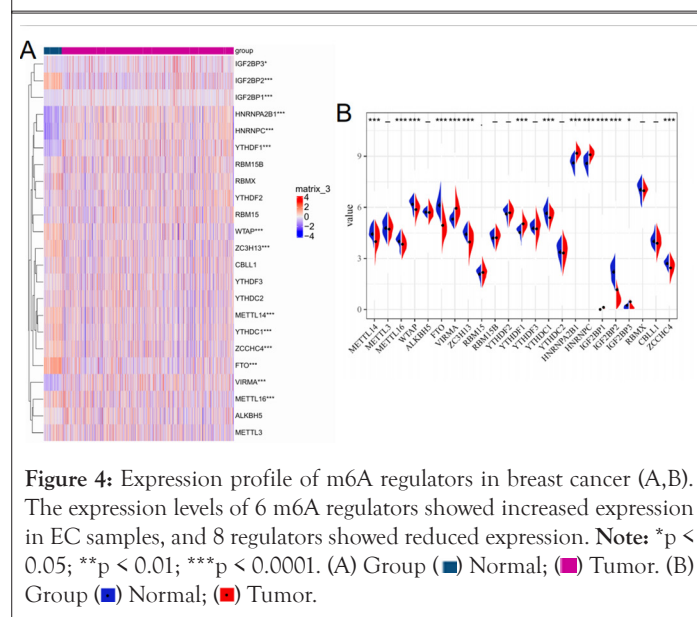 A
group
IGF2BP3*
IGF2BP2***
IGF2BP1***
HNRNPA2B1***
HNRNPC***
YTHDF1***
RBM15B
RBMX
YTHDF2
RBM15
WTAP***
ZC3H13***
CBLL1
YTHDF3
YTHDC2
METTL14***
YTHDC1***
ZCCHC4***
FTO***
VIRMA***
METTL16***
ALKBH5
METTL3
matrix_3
4
2
0
−2
−4
B
*** – *** *** – *** *** *** . – – *** – *** – *** *** *** *** * – – ***
value
9
6
3
0
METTL14
METTL3
METTL16
WTAP
ALKBH5
FTO
VIRMA
ZC3H13
RBM15
RBM15B
YTHDF2
YTHDF1
YTHDF3
YTHDC1
YTHDC2
HNRNPA2B1
HNRNPC
IGF2BP1
IGF2BP2
IGF2BP3
RBMX
CBLL1
ZCCHC4
Figure 4: Expression profile of m6A regulators in breast cancer (A,B).
The expression levels of 6 m6A regulators showed increased expression
in EC samples, and 8 regulators showed reduced expression. Note: *p <
0.05; **p < 0.01; ***p < 0.0001. (A) Group (■) Normal; (■) Tumor. (B)
Group (■) Normal; (■) Tumor.